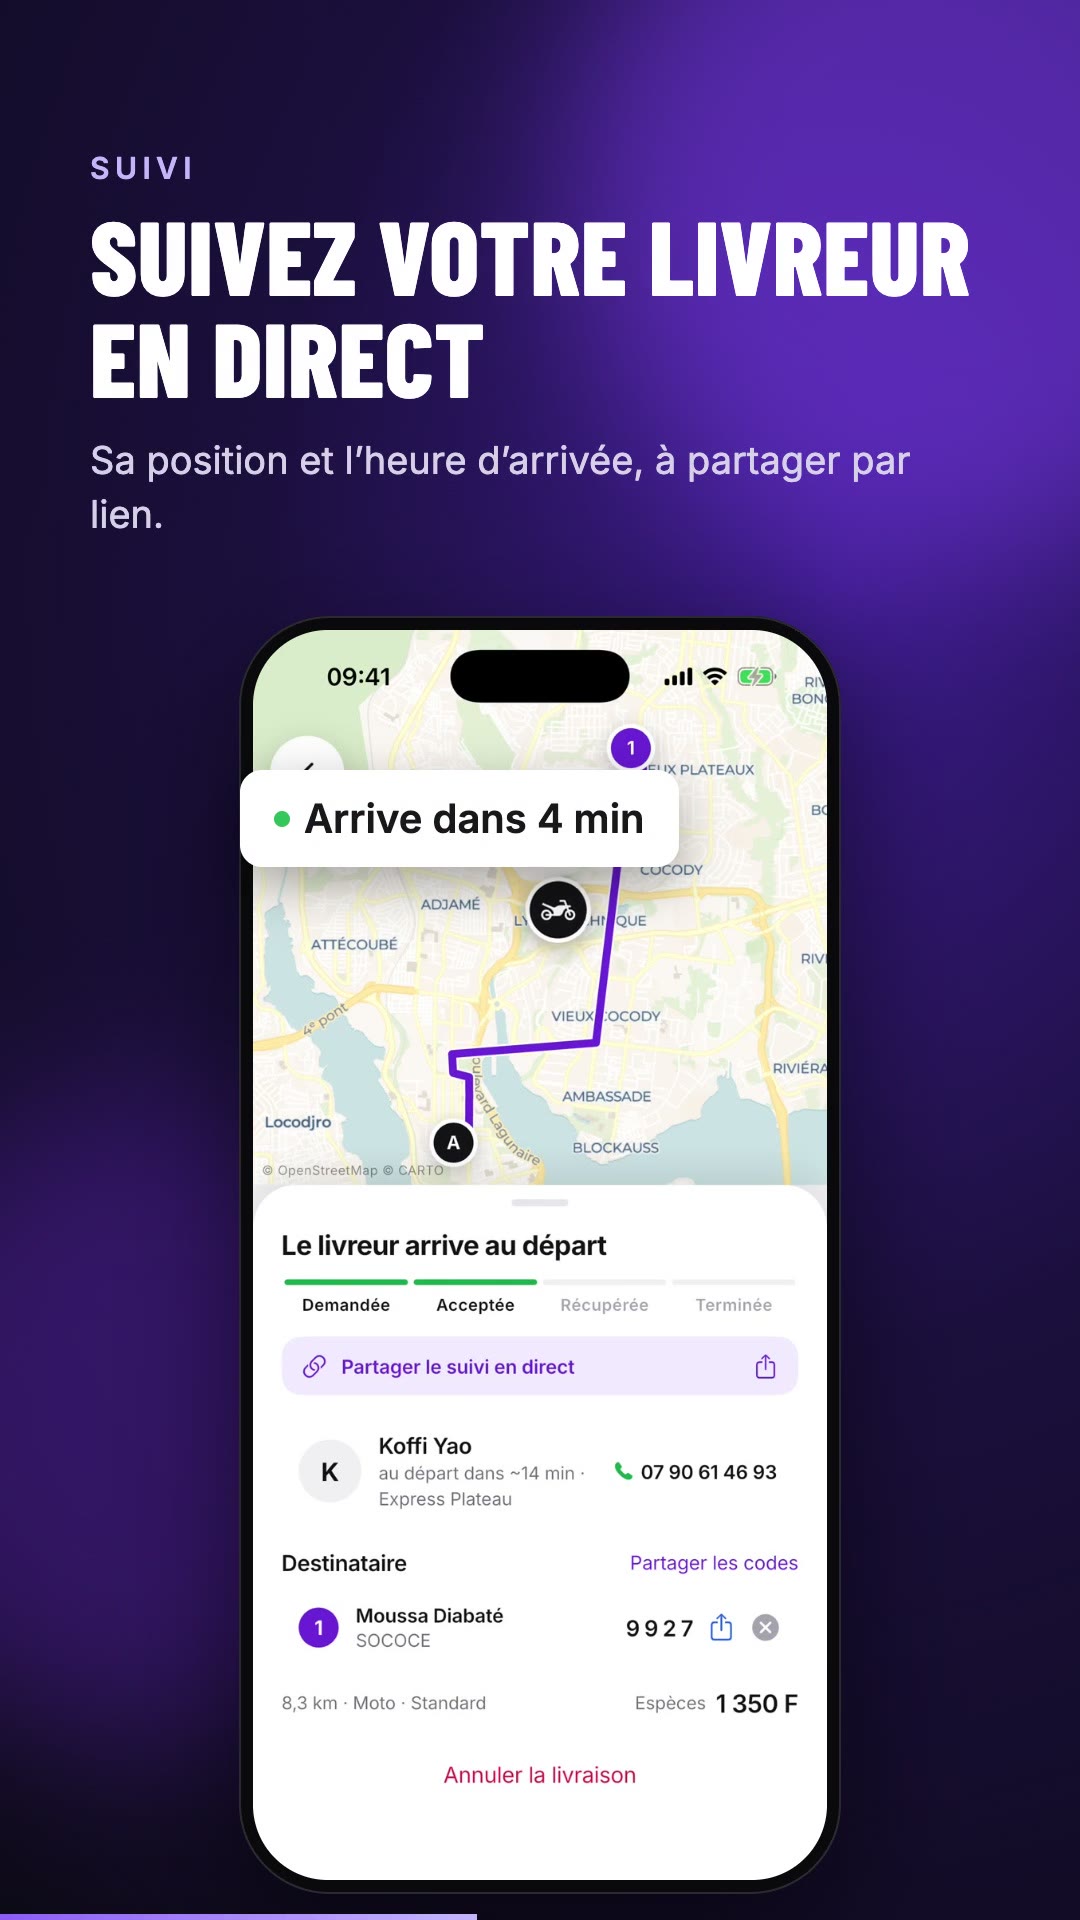 SUIVI
SUIVEZ VOTRE LIVREUR
EN DIRECT
Sa position et l’heure d’arrivée, à partager par
lien.
09:41
1
EUX PLATEAUX
Arrive dans 4 min
COCODY
ADJAMÉ
ATTÉCOUBÉ
4e pont
VIEUX COCODY
RIVIÉRA
AMBASSADE
Locodjro
A
Lagunaire
BLOCKAUSS
© OpenStreetMap © CARTO
Le livreur arrive au départ
Demandée Acceptée Récupérée Terminée
Partager le suivi en direct
K
Koffi Yao
au départ dans ~14 min ·
Express Plateau
07 90 61 46 93
Destinataire Partager les codes
1
Moussa Diabaté
SOCOCE
9927
8,3 km · Moto · Standard Espèces 1 350 F
Annuler la livraison